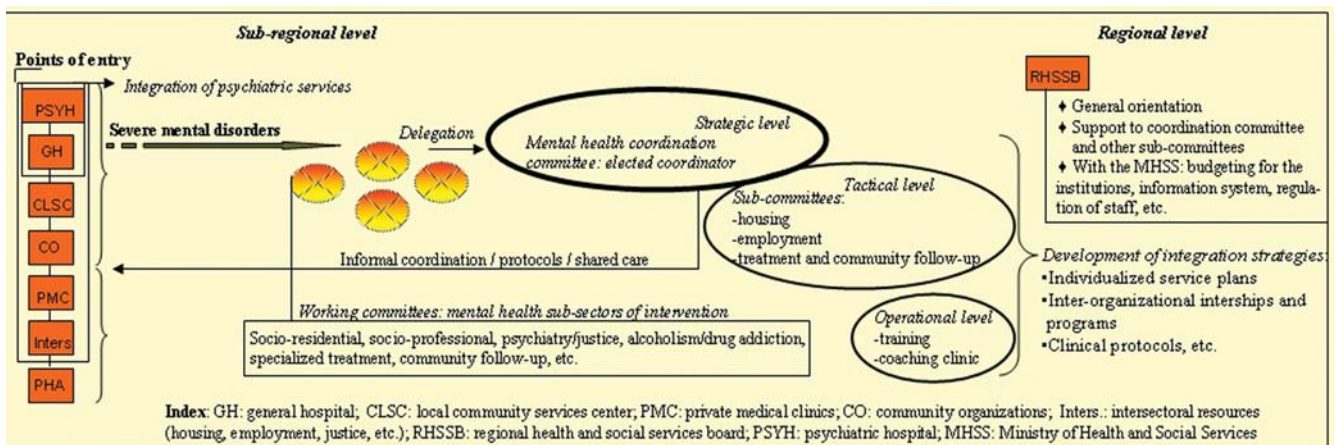 Sub-regional level
Regional level
Points of entry
Integration of psychiatric services
PSYH
GH
CLSC
CO
PMC
Inters
PHA
Severe mental disorders
Delegation
Strategic level
Mental health coordination
committee: elected coordinator
Tactical level
Sub-committees:
-housing
-employment
-treatment and community follow-up
Informal coordination / protocols / shared care
Working committees: mental health sub-sectors of intervention
Socio-residential, socio-professional, psychiatry/justice, alcoholism/drug addiction,
specialized treatment, community follow-up, etc.
Operational level
-training
-coaching clinic
RHSSB
♦ General orientation
♦ Support to coordination committee
and other sub-committees
♦ With the MHSS: budgeting for the
institutions, information system, regula-
tion of staff, etc.
Development of integration strategies:
▪Individualized service plans
▪Inter-organizational interships and
programs
▪Clinical protocols, etc.
Index: GH: general hospital; CLSC: local community services center; PMC: private medical clinics; CO: community organizations; Inters.: intersectoral resources
(housing, employment, justice, etc.); RHSSB: regional health and social services board; PSYH: psychiatric hospital; MHSS: Ministry of Health and Social Services